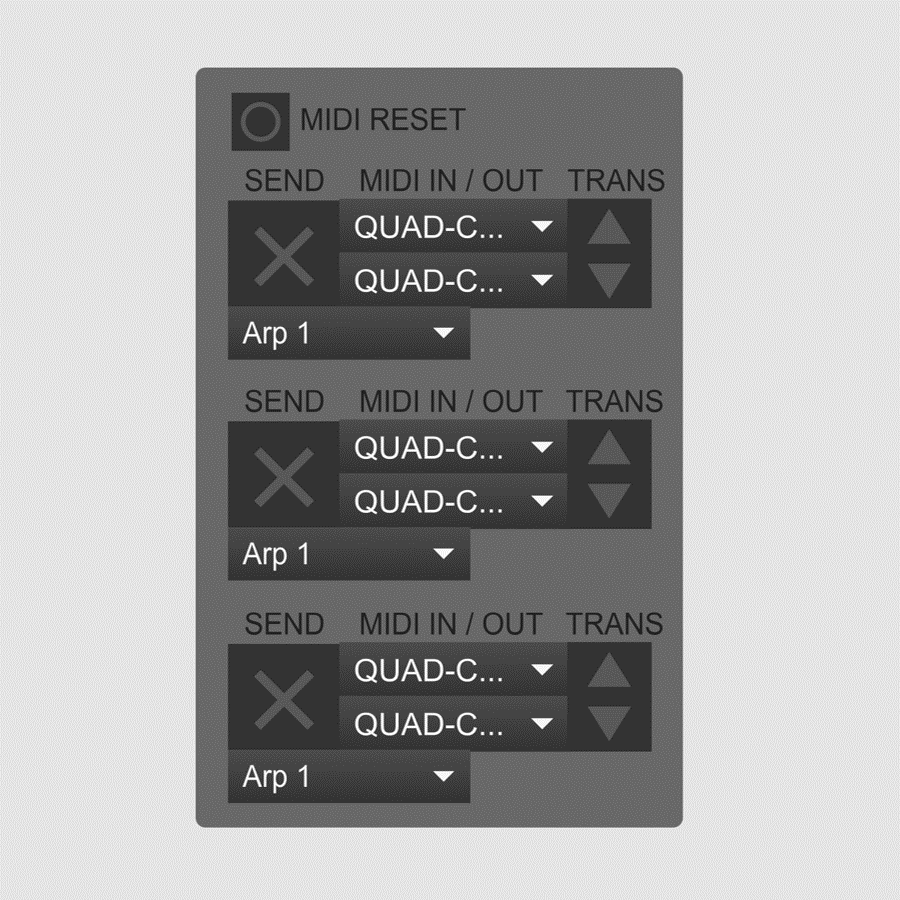 MIDI RESET
SEND MIDI IN / OUT TRANS
QUAD-C...
QUAD-C...
Arp 1
SEND MIDI IN / OUT TRANS
QUAD-C...
QUAD-C...
Arp 1
SEND MIDI IN / OUT TRANS
QUAD-C...
QUAD-C...
Arp 1